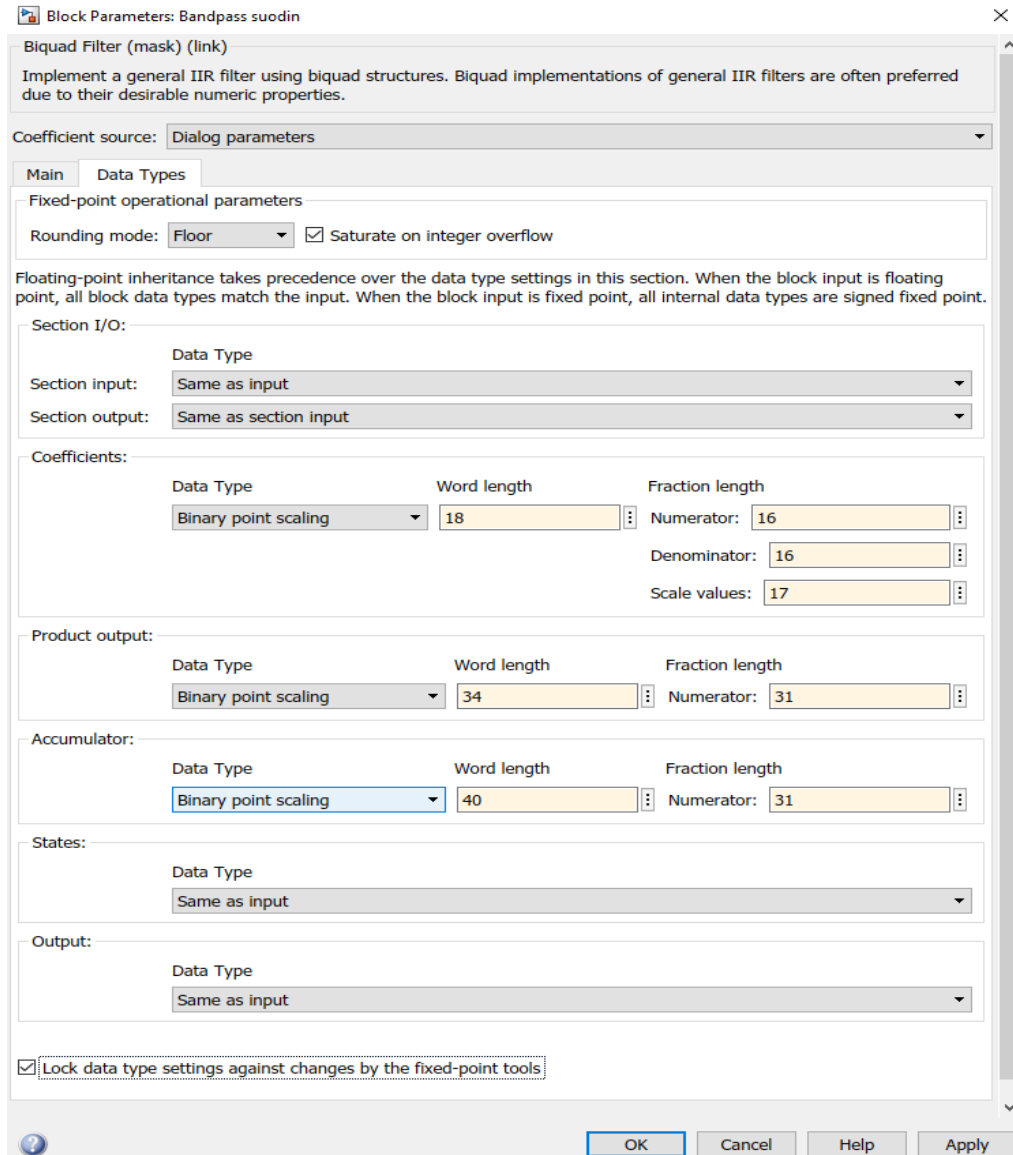 Block Parameters: Bandpass suodin
Biquad Filter (mask) (link)
Implement a general IIR filter using biquad structures. Biquad implementations of general IIR filters are often preferred
due to their desirable numeric properties.
Coefficient source: Dialog parameters
Main Data Types
Fixed-point operational parameters
Rounding mode: Floor Saturate on integer overflow
Floating-point inheritance takes precedence over the data type settings in this section. When the block input is floating
point, all block data types match the input. When the block input is fixed point, all internal data types are signed fixed point.
Section I/O:
Data Type
Section input: Same as input
Section output: Same as section input
Coefficients:
Data Type Word length Fraction length
Binary point scaling 18 Numerator: 16
Denominator: 16
Scale values: 17
Product output:
Data Type Word length Fraction length
Binary point scaling 34 Numerator: 31
Accumulator:
Data Type Word length Fraction length
Binary point scaling 40 Numerator: 31
States:
Data Type
Same as input
Output:
Data Type
Same as input
Lock data type settings against changes by the fixed-point tools
OK Cancel Help Apply